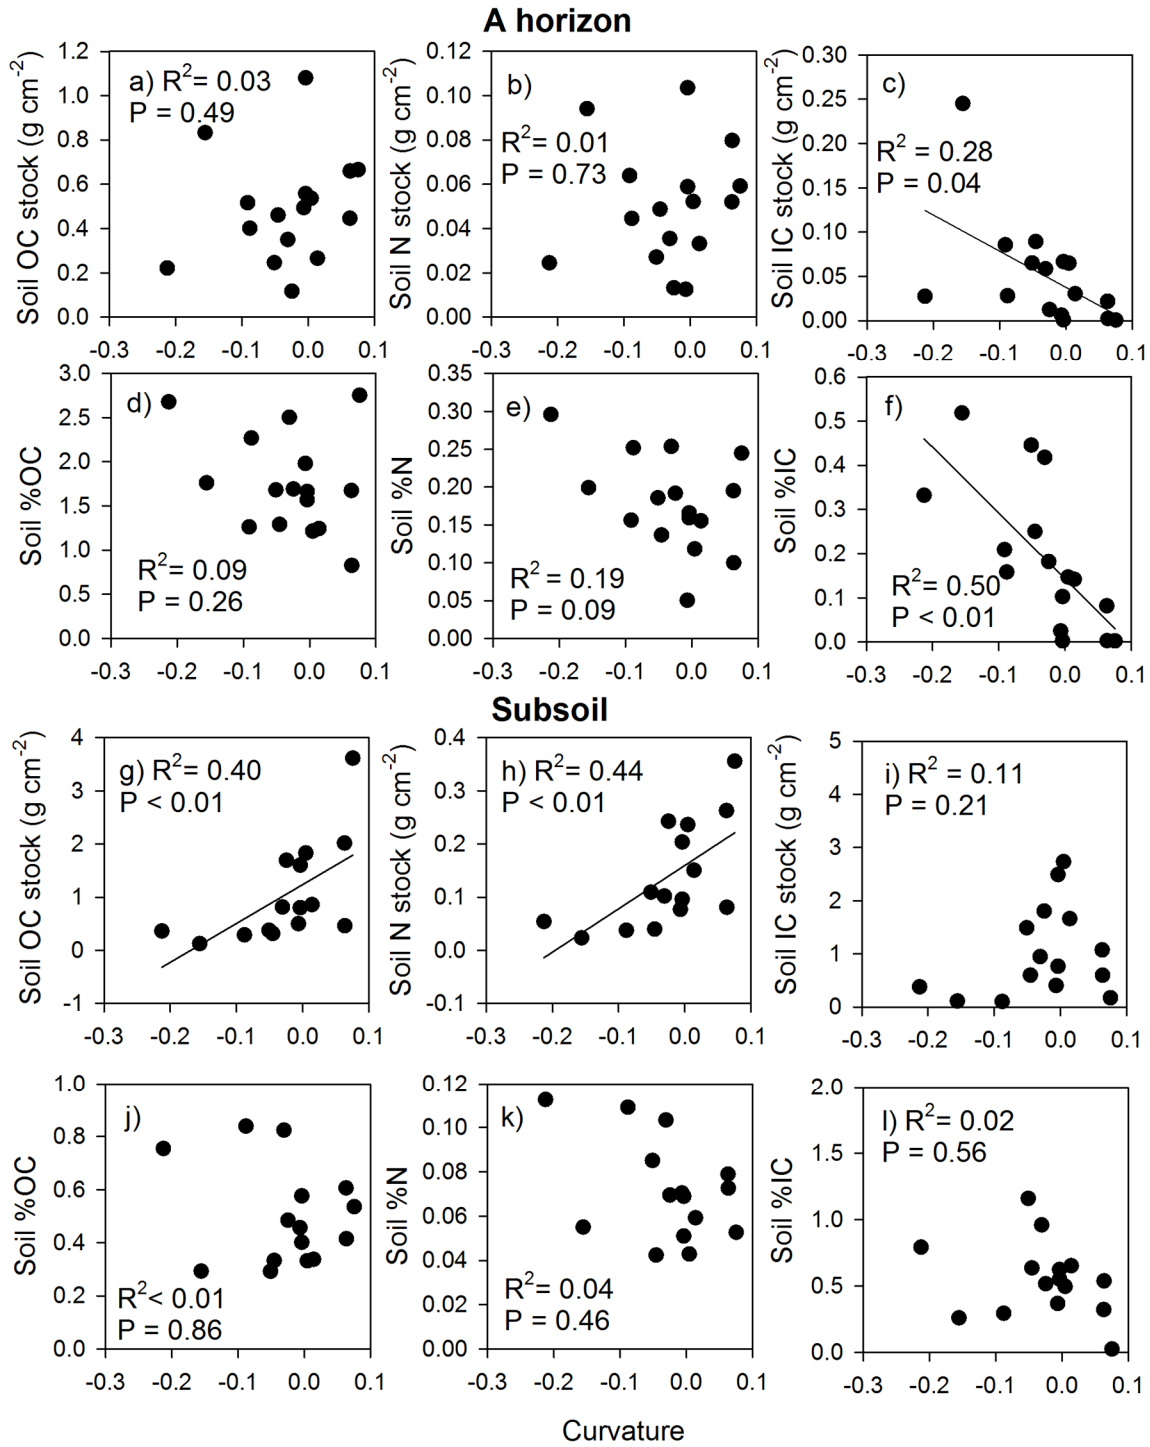 A horizon
Soil OC stock (g cm⁻²)
1.2
1.0
0.8
0.6
0.4
0.2
0.0
a) R²= 0.03
P = 0.49
-0.3 -0.2 -0.1 0.0 0.1
Soil N stock (g cm⁻²)
0.12
0.10
0.08
0.06
0.04
0.02
0.00
b)
R²= 0.01
P = 0.73
-0.3 -0.2 -0.1 0.0 0.1
Soil IC stock (g cm⁻²)
0.30
0.25
0.20
0.15
0.10
0.05
0.00
c)
R² = 0.28
P = 0.04
-0.3 -0.2 -0.1 0.0 0.1
Soil %OC
3.0
2.5
2.0
1.5
1.0
0.5
0.0
d)
R²= 0.09
P = 0.26
-0.3 -0.2 -0.1 0.0 0.1
Soil %N
0.35
0.30
0.25
0.20
0.15
0.10
0.05
0.00
e)
R² = 0.19
P = 0.09
-0.3 -0.2 -0.1 0.0 0.1
Soil %IC
0.6
0.5
0.4
0.3
0.2
0.1
0.0
f)
R²= 0.50
P < 0.01
-0.3 -0.2 -0.1 0.0 0.1
Subsoil
Soil OC stock (g cm⁻²)
4
3
2
1
0
-1
g) R²= 0.40
P < 0.01
-0.3 -0.2 -0.1 0.0 0.1
Soil N stock (g cm⁻²)
0.4
0.3
0.2
0.1
0.0
-0.1
h) R²= 0.44
P < 0.01
-0.3 -0.2 -0.1 0.0 0.1
Soil IC stock (g cm⁻²)
5
4
3
2
1
0
i) R² = 0.11
P = 0.21
-0.3 -0.2 -0.1 0.0 0.1
Soil %OC
1.0
0.8
0.6
0.4
0.2
0.0
j)
R²< 0.01
P = 0.86
-0.3 -0.2 -0.1 0.0 0.1
Soil %N
0.12
0.10
0.08
0.06
0.04
0.02
0.00
k)
R²= 0.04
P = 0.46
-0.3 -0.2 -0.1 0.0 0.1
Soil %IC
2.0
1.5
1.0
0.5
0.0
l) R²= 0.02
P = 0.56
-0.3 -0.2 -0.1 0.0 0.1
Curvature